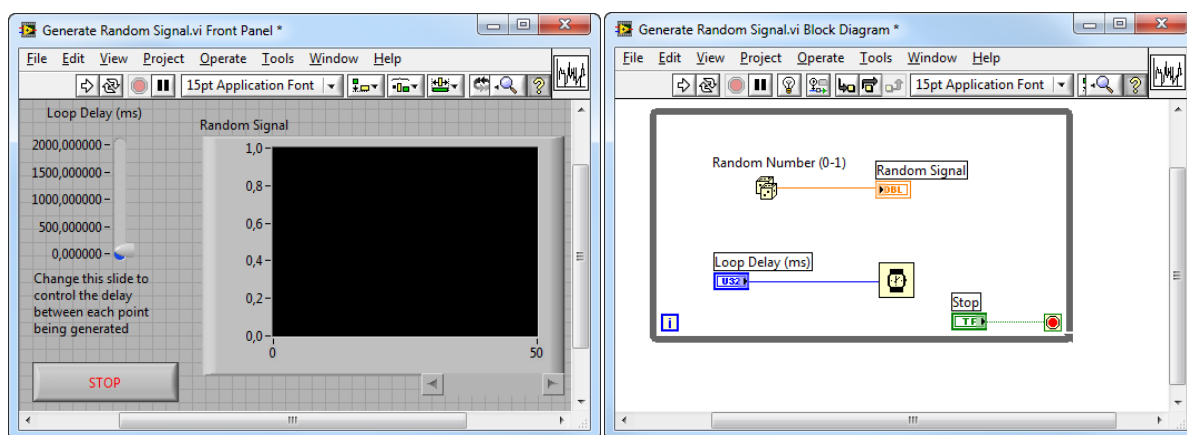 Generate Random Signal.vi Front Panel *
File Edit View Project Operate Tools Window Help
15pt Application Font
Loop Delay (ms)
2000,000000
1500,000000
1000,000000
500,000000
0,000000
Change this slide to
control the delay
between each point
being generated
STOP
Random Signal
1,0
0,8
0,6
0,4
0,2
0,0
0 50
Generate Random Signal.vi Block Diagram *
File Edit View Project Operate Tools Window Help
15pt Application Font
Random Number (0-1)
Random Signal
DBL
Loop Delay (ms)
U32
Stop
TF
i